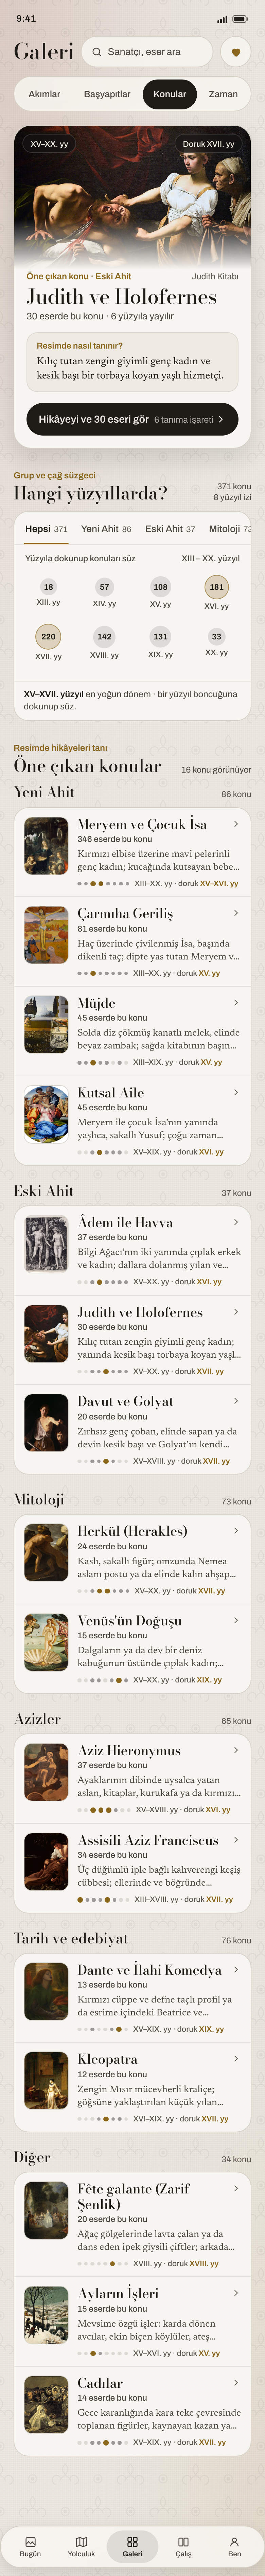 9:41
Galeri
Sanatçı, eser ara
Akımlar Başyapıtlar Konular Zaman
XV–XX. yy Doruk XVII. yy
Öne çıkan konu · Eski Ahit Judith Kitabı
Judith ve Holofernes
30 eserde bu konu · 6 yüzyıla yayılır
Resimde nasıl tanınır?
Kılıç tutan zengin giyimli genç kadın ve
kesik başı bir torbaya koyan yaşlı hizmetçi.
Hikâyeyi ve 30 eseri gör 6 tanıma işareti
Grup ve çağ süzgeci
Hangi yüzyıllarda?
371 konu
8 yüzyıl izi
Hepsi 371 Yeni Ahit 86 Eski Ahit 37 Mitoloji 73
Yüzyıla dokunup konuları süz XIII – XX. yüzyıl
18 57 108 181
XIII. yy XIV. yy XV. yy XVI. yy
220 142 131 33
XVII. yy XVIII. yy XIX. yy XX. yy
XV–XVII. yüzyıl en yoğun dönem · bir yüzyıl boncuğuna
dokunup süz.
Resimde hikâyeleri tanı
Öne çıkan konular 16 konu görünüyor
Yeni Ahit 86 konu
Meryem ve Çocuk İsa
346 eserde bu konu
Kırmızı elbise üzerine mavi pelerinli
genç kadın; kucağında kutsayan bebe…
XIII–XX. yy · doruk XV–XVI. yy
Çarmıha Geriliş
81 eserde bu konu
Haç üzerinde çivilenmiş İsa, başında
dikenli taç; dipte yas tutan Meryem v…
XIII–XX. yy · doruk XV. yy
Müjde
45 eserde bu konu
Solda diz çökmüş kanatlı melek, elinde
beyaz zambak; sağda kitabının başın…
XIII–XIX. yy · doruk XV. yy
Kutsal Aile
45 eserde bu konu
Meryem ile çocuk İsa’nın yanında
yaşlıca, sakallı Yusuf; çoğu zaman…
XV–XIX. yy · doruk XVI. yy
Eski Ahit 37 konu
Âdem ile Havva
37 eserde bu konu
Bilgi Ağacı’nın iki yanında çıplak erkek
ve kadın; dallara dolanmış yılan ve…
XV–XX. yy · doruk XVI. yy
Judith ve Holofernes
30 eserde bu konu
Kılıç tutan zengin giyimli genç kadın;
yanında kesik başı torbaya koyan yaşl…
XV–XX. yy · doruk XVII. yy
Davut ve Golyat
20 eserde bu konu
Zırhsız genç çoban, elinde sapan ya da
devin kesik başı ve Golyat’ın kendi…
XV–XVIII. yy · doruk XVII. yy
Mitoloji 73 konu
Herkül (Herakles)
24 eserde bu konu
Kaslı, sakallı figür; omzunda Nemea
aslanı postu ya da elinde kalın ahşap…
XV–XX. yy · doruk XVII. yy
Venüs'ün Doğuşu
15 eserde bu konu
Dalgaların ya da dev bir deniz
kabuğunun üstünde çıplak kadın;…
XV–XX. yy · doruk XIX. yy
Azizler 65 konu
Aziz Hieronymus
37 eserde bu konu
Ayaklarının dibinde uysalca yatan
aslan, kitaplar, kurukafa ya da kırmızı…
XV–XVIII. yy · doruk XVI. yy
Assisili Aziz Franciscus
34 eserde bu konu
Üç düğümlü iple bağlı kahverengi keşiş
cübbesi; ellerinde ve böğründe…
XIII–XVIII. yy · doruk XVII. yy
Tarih ve edebiyat 76 konu
Dante ve İlahi Komedya
13 eserde bu konu
Kırmızı cüppe ve defne taçlı profil ya
da esrime içindeki Beatrice ve…
XV–XIX. yy · doruk XIX. yy
Kleopatra
12 eserde bu konu
Zengin Mısır mücevherli kraliçe;
göğsüne yaklaştırılan küçük yılan…
XVI–XIX. yy · doruk XVII. yy
Diğer 34 konu
Fête galante (Zarif
Şenlik)
20 eserde bu konu
Ağaç gölgelerinde lavta çalan ya da
dans eden ipek giysili çiftler; arkada…
XVIII. yy · doruk XVIII. yy
Ayların İşleri
15 eserde bu konu
Mevsime özgü işler: karda dönen
avcılar, ekin biçen köylüler, ateş…
XV–XVI. yy · doruk XV. yy
Cadılar
14 eserde bu konu
Gece karanlığında kara teke çevresinde
toplanan figürler, kaynayan kazan ya…
XV–XIX. yy · doruk XVII. yy
Bugün Yolculuk Galeri Çalış Ben